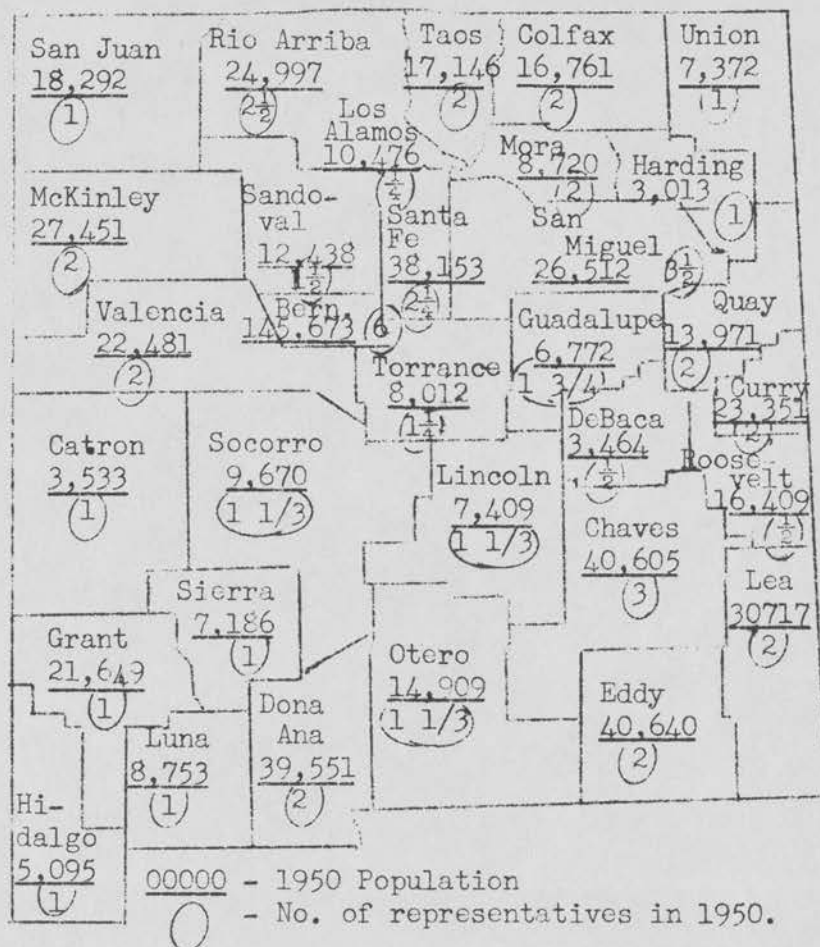 San Juan
18,292
1
Rio Arriba
24,997
2½
Taos
17,146
2
Colfax
16,761
2
Union
7,372
1
Los
Alamos
10,476
Mora
8,720
2
Harding
3,013
1
McKinley
27,451
2
Sando-
val
12,438
1½
Santa
Fe
38,153
2¼
San
Miguel
26,512
3½
Valencia
22,481
2
Bern.
145,673
6
Guadalupe
6,772
1 3/4
Quay
13,971
2
Torrance
8,012
1¼
Curry
23,351
2
DeBaca
3,464
½
Roose-
velt
16,409
½
Catron
3,533
1
Socorro
9,670
1 1/3
Lincoln
7,409
1 1/3
Chaves
40,605
3
Lea
30717
2
Sierra
7,186
1
Grant
21,649
1
Otero
14,909
1 1/3
Eddy
40,640
2
Dona
Ana
39,551
2
Luna
8,753
1
Hi-
dalgo
5,095
1
00000 - 1950 Population
- No. of representatives in 1950.